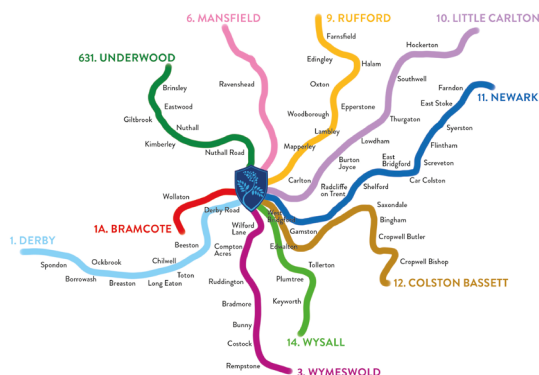 6. MANSFIELD
9. RUFFORD
10. LITTLE CARLTON
Farnsfield
Hockerton
631. UNDERWOOD
Edingley
Halam
Brinsley
Ravenshead
Oxton
Southwell
Farndon
11. NEWARK
Eastwood
Epperstone
East Stoke
Giltbrook
Woodborough
Thurgaton
Nuthall
Lambley
Syerston
Kimberley
Mapperley
Lowdham
Flintham
Nuthall Road
Burton
Joyce
East
Bridgford
Screveton
Carlton
Car Colston
Radcliffe
on Trent
Shelford
Wollaton
Derby Road
West
Bridgford
Saxondale
1A. BRAMCOTE
Wilford
Lane
Gamston
Bingham
1. DERBY
Beeston
Compton
Acres
Edwalton
Cropwell Butler
Spondon
Ockbrook
Chilwell
Tollerton
Cropwell Bishop
Borrowash
Breaston
Long Eaton
Toton
Ruddington
Plumtree
12. COLSTON BASSETT
Bradmore
Keyworth
Bunny
Costock
14. WYSALL
Rempstone
3. WYMESWOLD